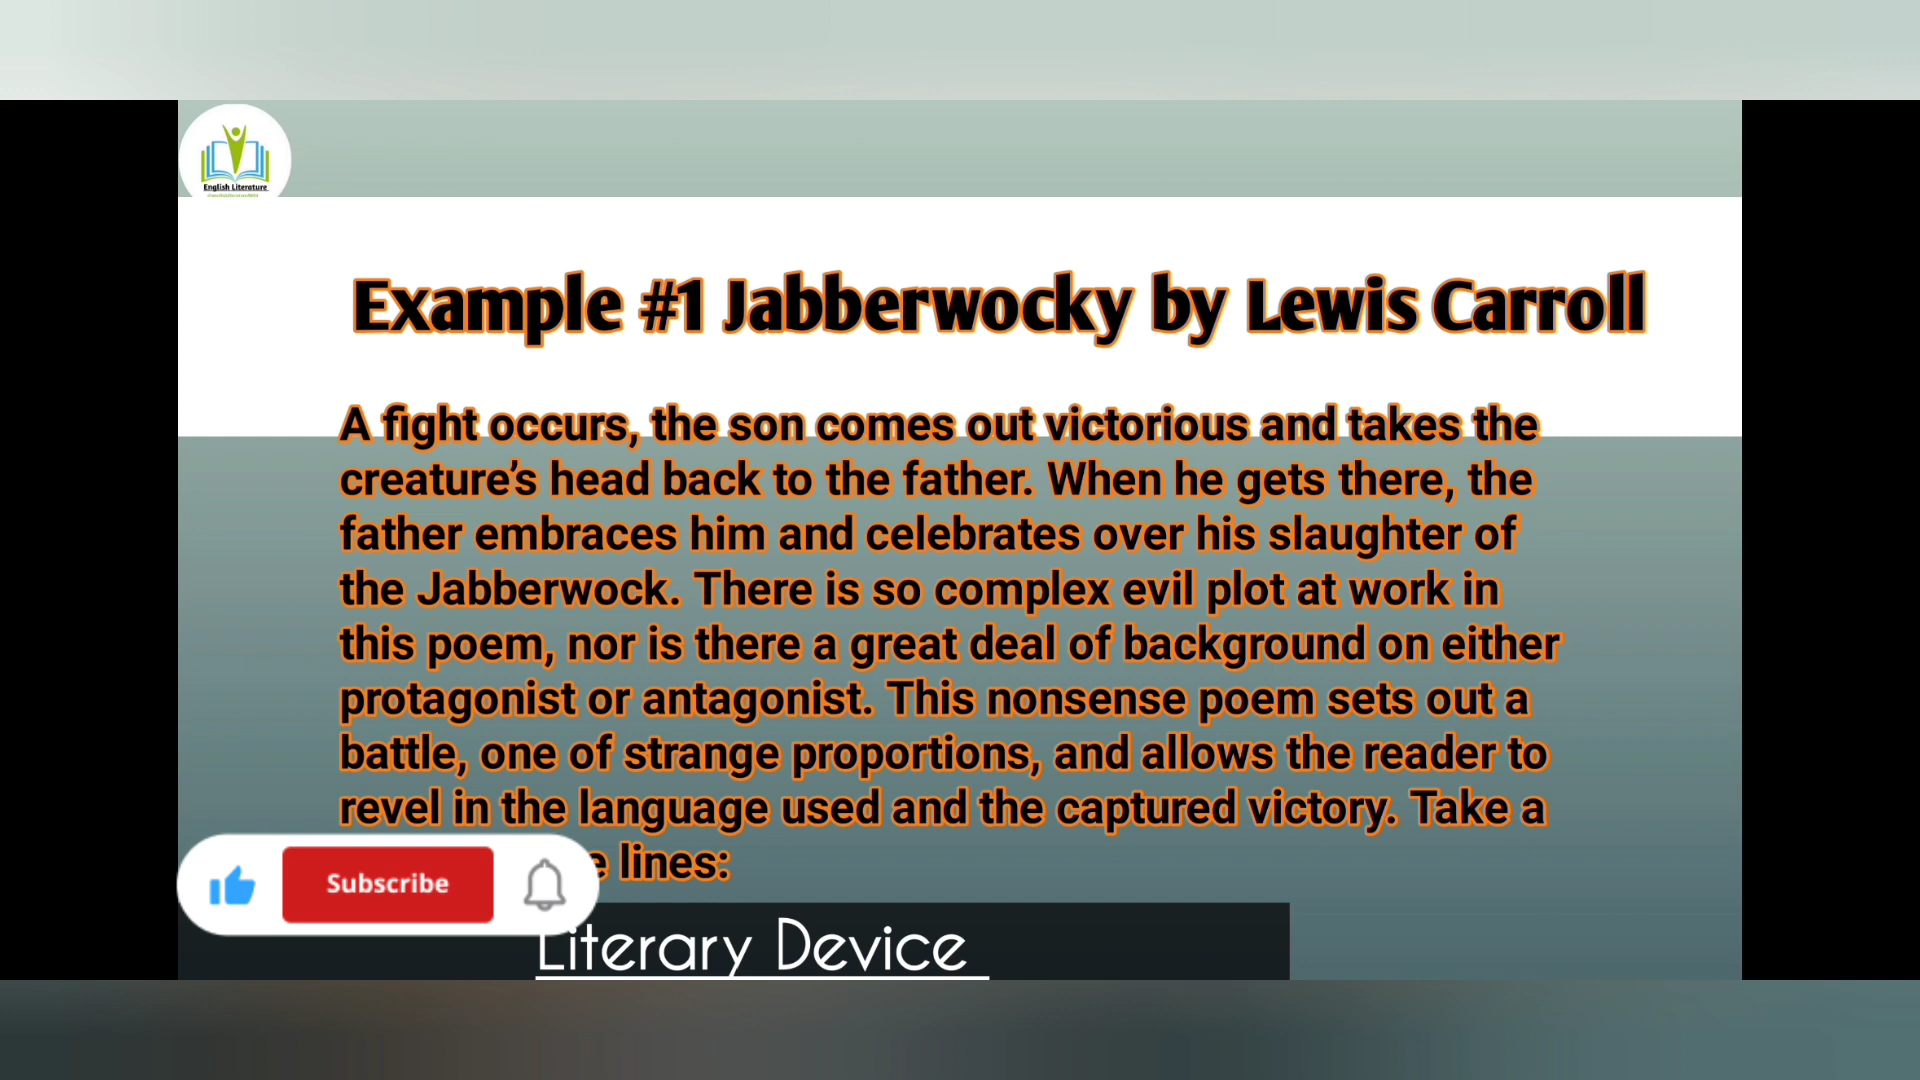 English Literature
Example #1 Jabberwocky by Lewis Carroll
A fight occurs, the son comes out victorious and takes the
creature’s head back to the father. When he gets there, the
father embraces him and celebrates over his slaughter of
the Jabberwock. There is so complex evil plot at work in
this poem, nor is there a great deal of background on either
protagonist or antagonist. This nonsense poem sets out a
battle, one of strange proportions, and allows the reader to
revel in the language used and the captured victory. Take a
lines:
Subscribe
Literary Device